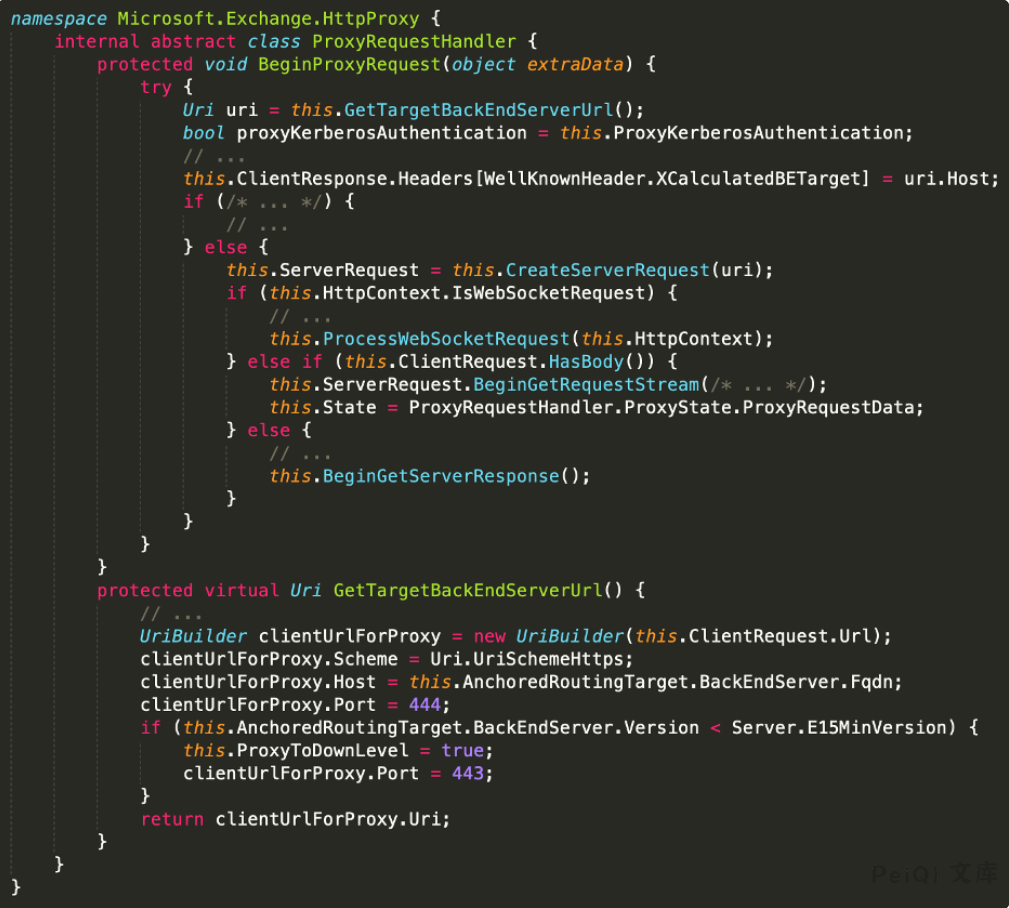 namespace Microsoft.Exchange.HttpProxy {
    internal abstract class ProxyRequestHandler {
        protected void BeginProxyRequest(object extraData) {
            try {
                Uri uri = this.GetTargetBackEndServerUrl();
                bool proxyKerberosAuthentication = this.ProxyKerberosAuthentication;
                // ...
                this.ClientResponse.Headers[WellKnownHeader.XCalculatedBETarget] = uri.Host;
                if (/* ... */) {
                    // ...
                } else {
                    this.ServerRequest = this.CreateServerRequest(uri);
                    if (this.HttpContext.IsWebSocketRequest) {
                        // ...
                        this.ProcessWebSocketRequest(this.HttpContext);
                    } else if (this.ClientRequest.HasBody()) {
                        this.ServerRequest.BeginGetRequestStream(/* ... */);
                        this.State = ProxyRequestHandler.ProxyState.ProxyRequestData;
                    } else {
                        // ...
                        this.BeginGetServerResponse();
                    }
                }
            }
        }
        protected virtual Uri GetTargetBackEndServerUrl() {
            // ...
            UriBuilder clientUrlForProxy = new UriBuilder(this.ClientRequest.Url);
            clientUrlForProxy.Scheme = Uri.UriSchemeHttps;
            clientUrlForProxy.Host = this.AnchoredRoutingTarget.BackEndServer.Fqdn;
            clientUrlForProxy.Port = 444;
            if (this.AnchoredRoutingTarget.BackEndServer.Version < Server.E15MinVersion) {
                this.ProxyToDownLevel = true;
                clientUrlForProxy.Port = 443;
            }
            return clientUrlForProxy.Uri;
        }
    }
}
PeiQi 文库